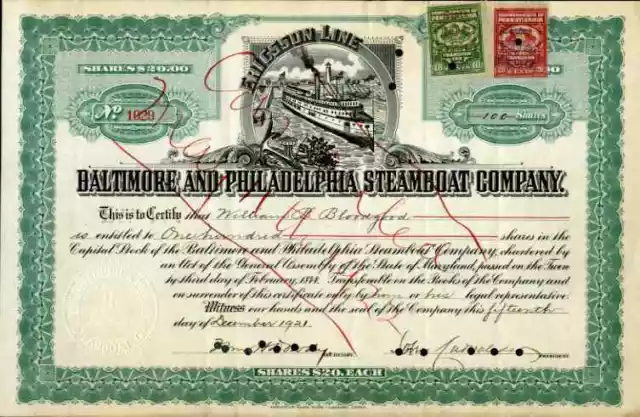 ERICSSON LINE
COMMONWEALTH OF PENNSYLVANIA
SHARES $20.00
No 1929
100 Shares
BALTIMORE AND PHILADELPHIA STEAMBOAT COMPANY.
This is to Certify that William A Bloodgood
is entitled to One hundred shares in the
Capital Stock of the Baltimore and Philadelphia Steamboat Company, chartered by
an Act of the General Assembly of the State of Maryland, passed on the Twen-
ty-third day of February, 1844. Transferable on the Books of the Company and
on surrender of this certificate only by him or his legal representative:
Witness our hands and the seal of the Company this fifteenth
day of December 1921.
PRESIDENT
SHARES $20. EACH